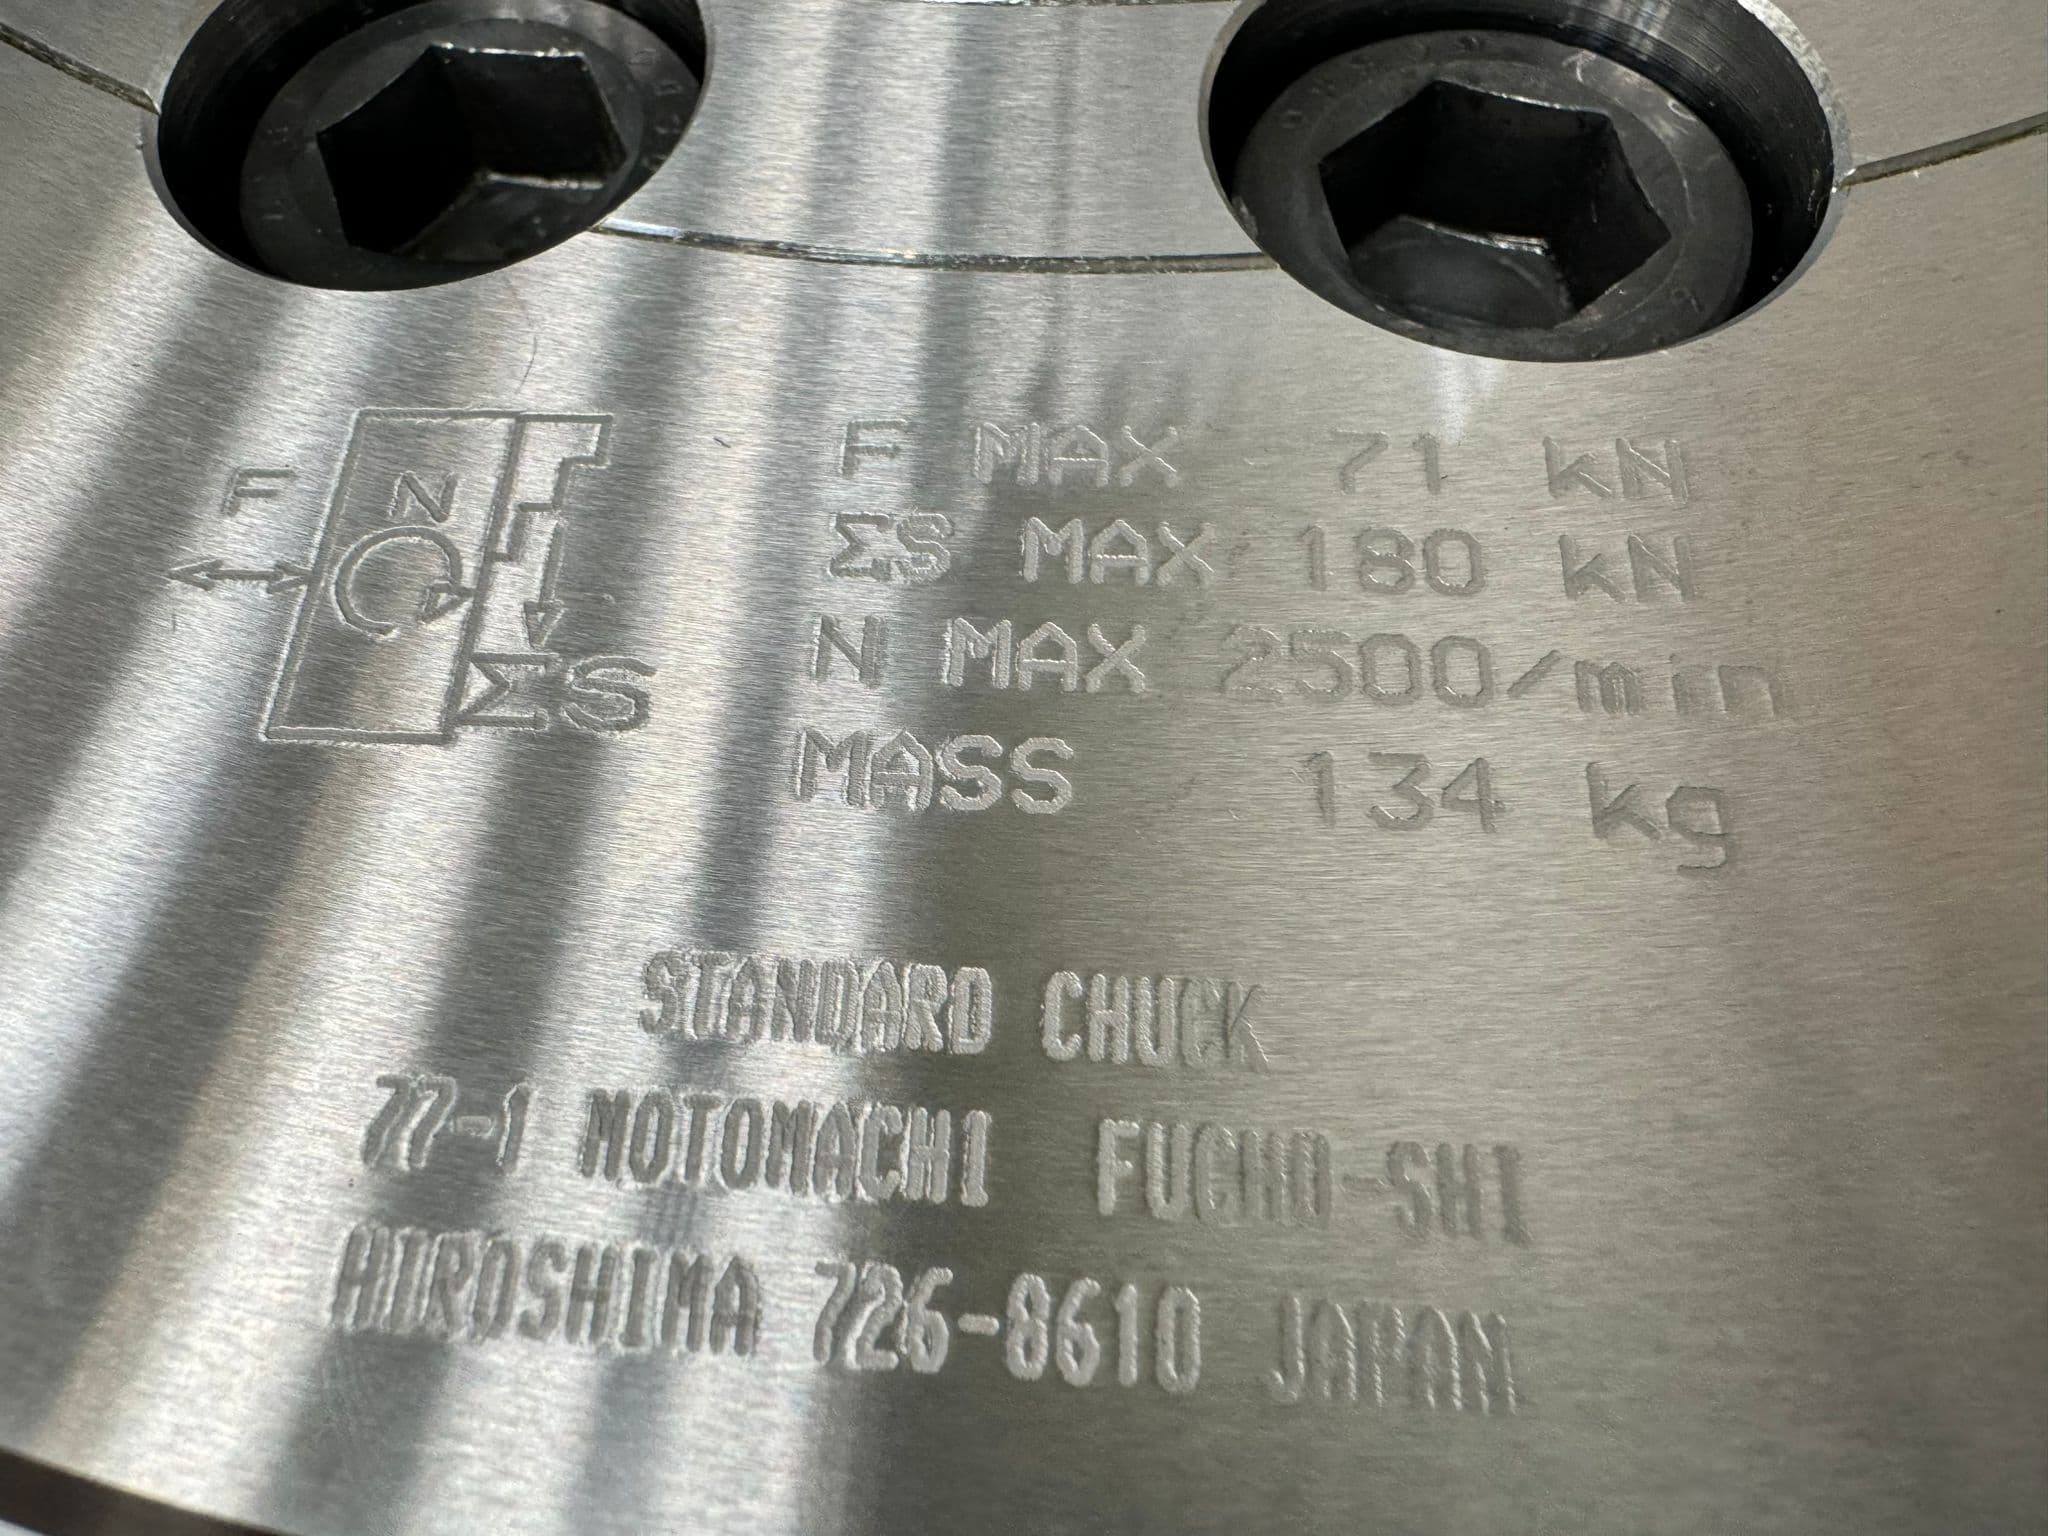 F N
ΣS
F MAX 71 kN
ΣS MAX 180 kN
N MAX 2500/min
MASS 134 kg
STANDARD CHUCK
77-1 MOTOMACHI FUCHU-SHI
HIROSHIMA 726-8610 JAPAN